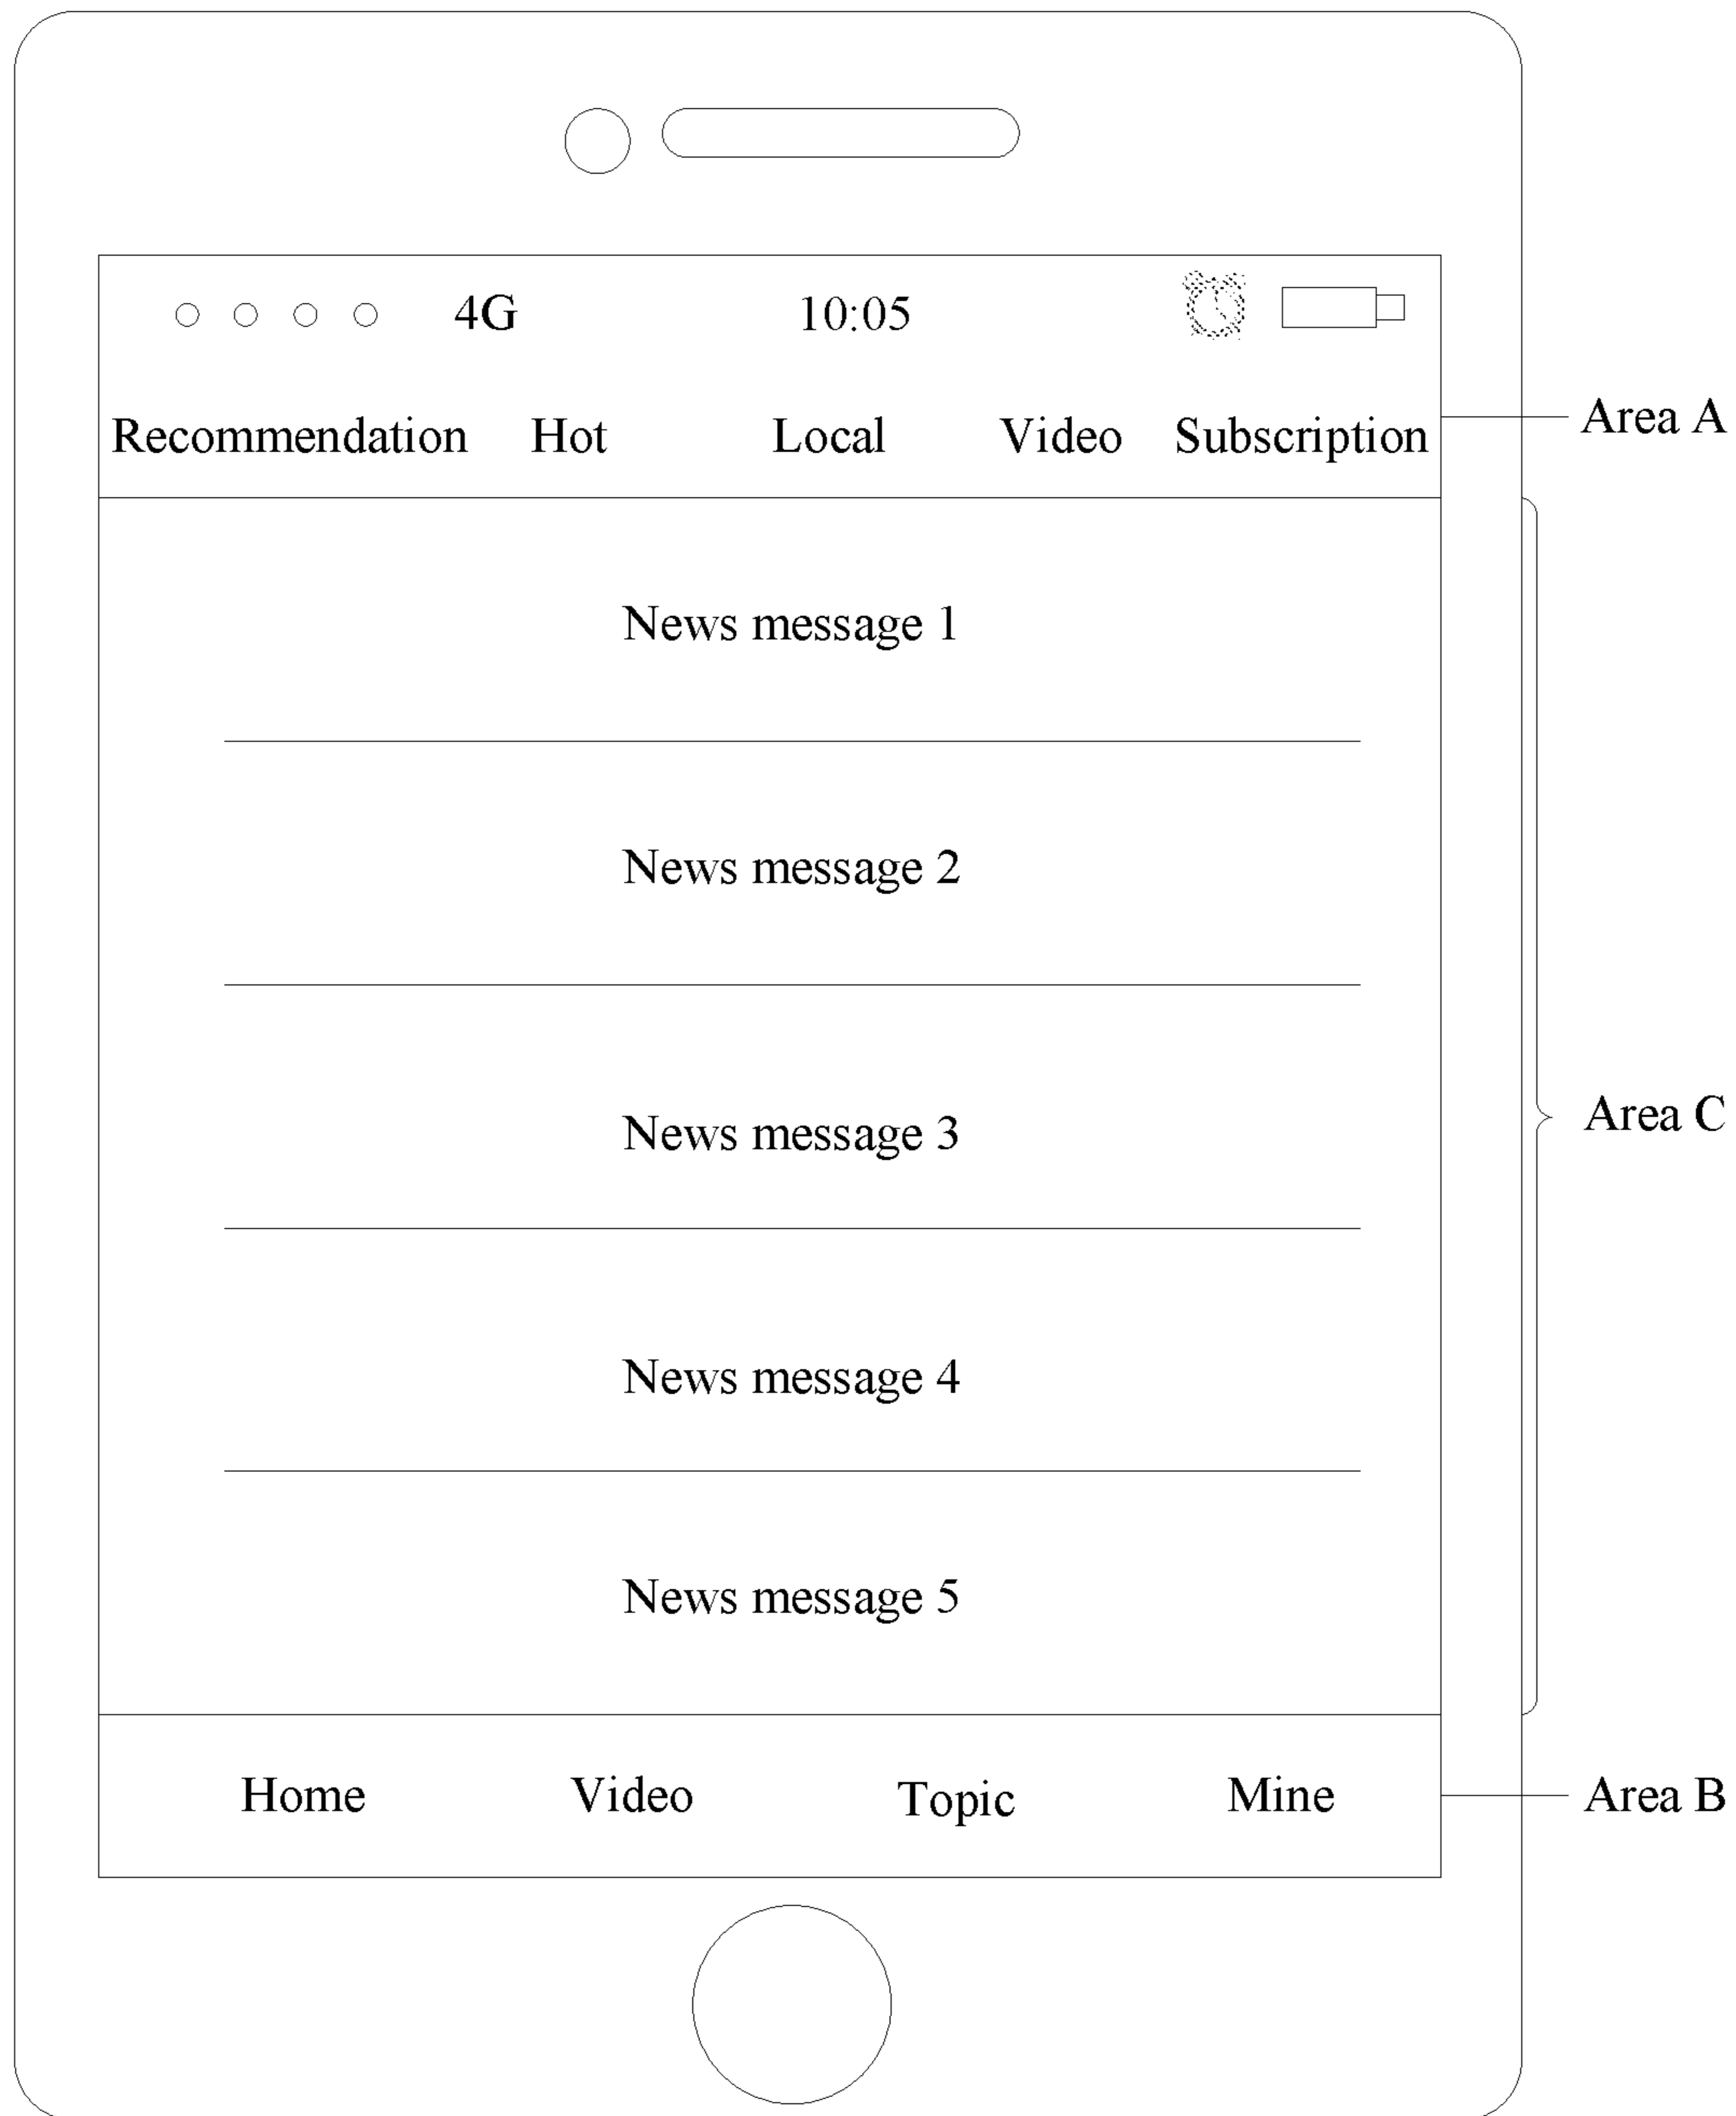 4G 10:05
Recommendation Hot Local Video Subscription
Area A
News message 1
News message 2
News message 3
Area C
News message 4
News message 5
Home Video Topic Mine
Area B